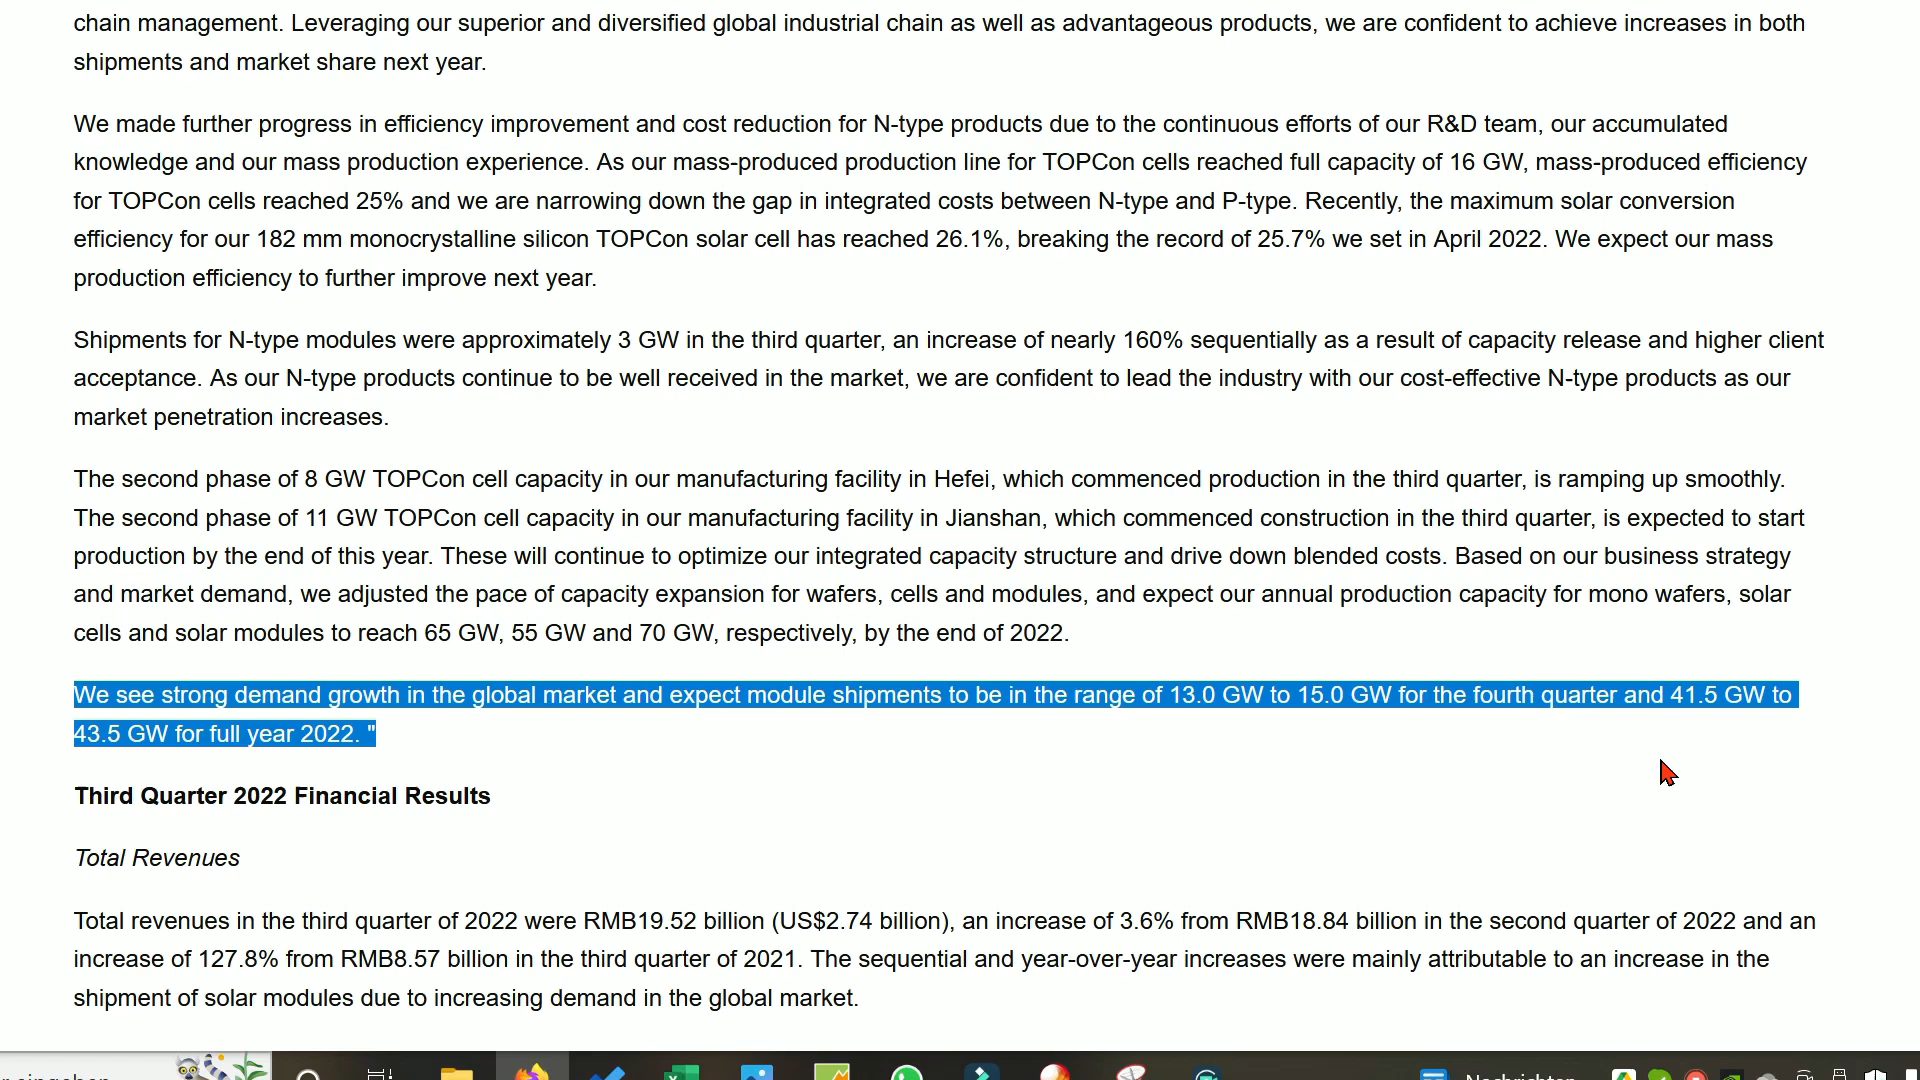 chain management. Leveraging our superior and diversified global industrial chain as well as advantageous products, we are confident to achieve increases in both
shipments and market share next year.
We made further progress in efficiency improvement and cost reduction for N-type products due to the continuous efforts of our R&D team, our accumulated
knowledge and our mass production experience. As our mass-produced production line for TOPCon cells reached full capacity of 16 GW, mass-produced efficiency
for TOPCon cells reached 25% and we are narrowing down the gap in integrated costs between N-type and P-type. Recently, the maximum solar conversion
efficiency for our 182 mm monocrystalline silicon TOPCon solar cell has reached 26.1%, breaking the record of 25.7% we set in April 2022. We expect our mass
production efficiency to further improve next year.
Shipments for N-type modules were approximately 3 GW in the third quarter, an increase of nearly 160% sequentially as a result of capacity release and higher client
acceptance. As our N-type products continue to be well received in the market, we are confident to lead the industry with our cost-effective N-type products as our
market penetration increases.
The second phase of 8 GW TOPCon cell capacity in our manufacturing facility in Hefei, which commenced production in the third quarter, is ramping up smoothly.
The second phase of 11 GW TOPCon cell capacity in our manufacturing facility in Jianshan, which commenced construction in the third quarter, is expected to start
production by the end of this year. These will continue to optimize our integrated capacity structure and drive down blended costs. Based on our business strategy
and market demand, we adjusted the pace of capacity expansion for wafers, cells and modules, and expect our annual production capacity for mono wafers, solar
cells and solar modules to reach 65 GW, 55 GW and 70 GW, respectively, by the end of 2022.
We see strong demand growth in the global market and expect module shipments to be in the range of 13.0 GW to 15.0 GW for the fourth quarter and 41.5 GW to
43.5 GW for full year 2022. "
Third Quarter 2022 Financial Results
Total Revenues
Total revenues in the third quarter of 2022 were RMB19.52 billion (US$2.74 billion), an increase of 3.6% from RMB18.84 billion in the second quarter of 2022 and an
increase of 127.8% from RMB8.57 billion in the third quarter of 2021. The sequential and year-over-year increases were mainly attributable to an increase in the
shipment of solar modules due to increasing demand in the global market.
Nachrichten